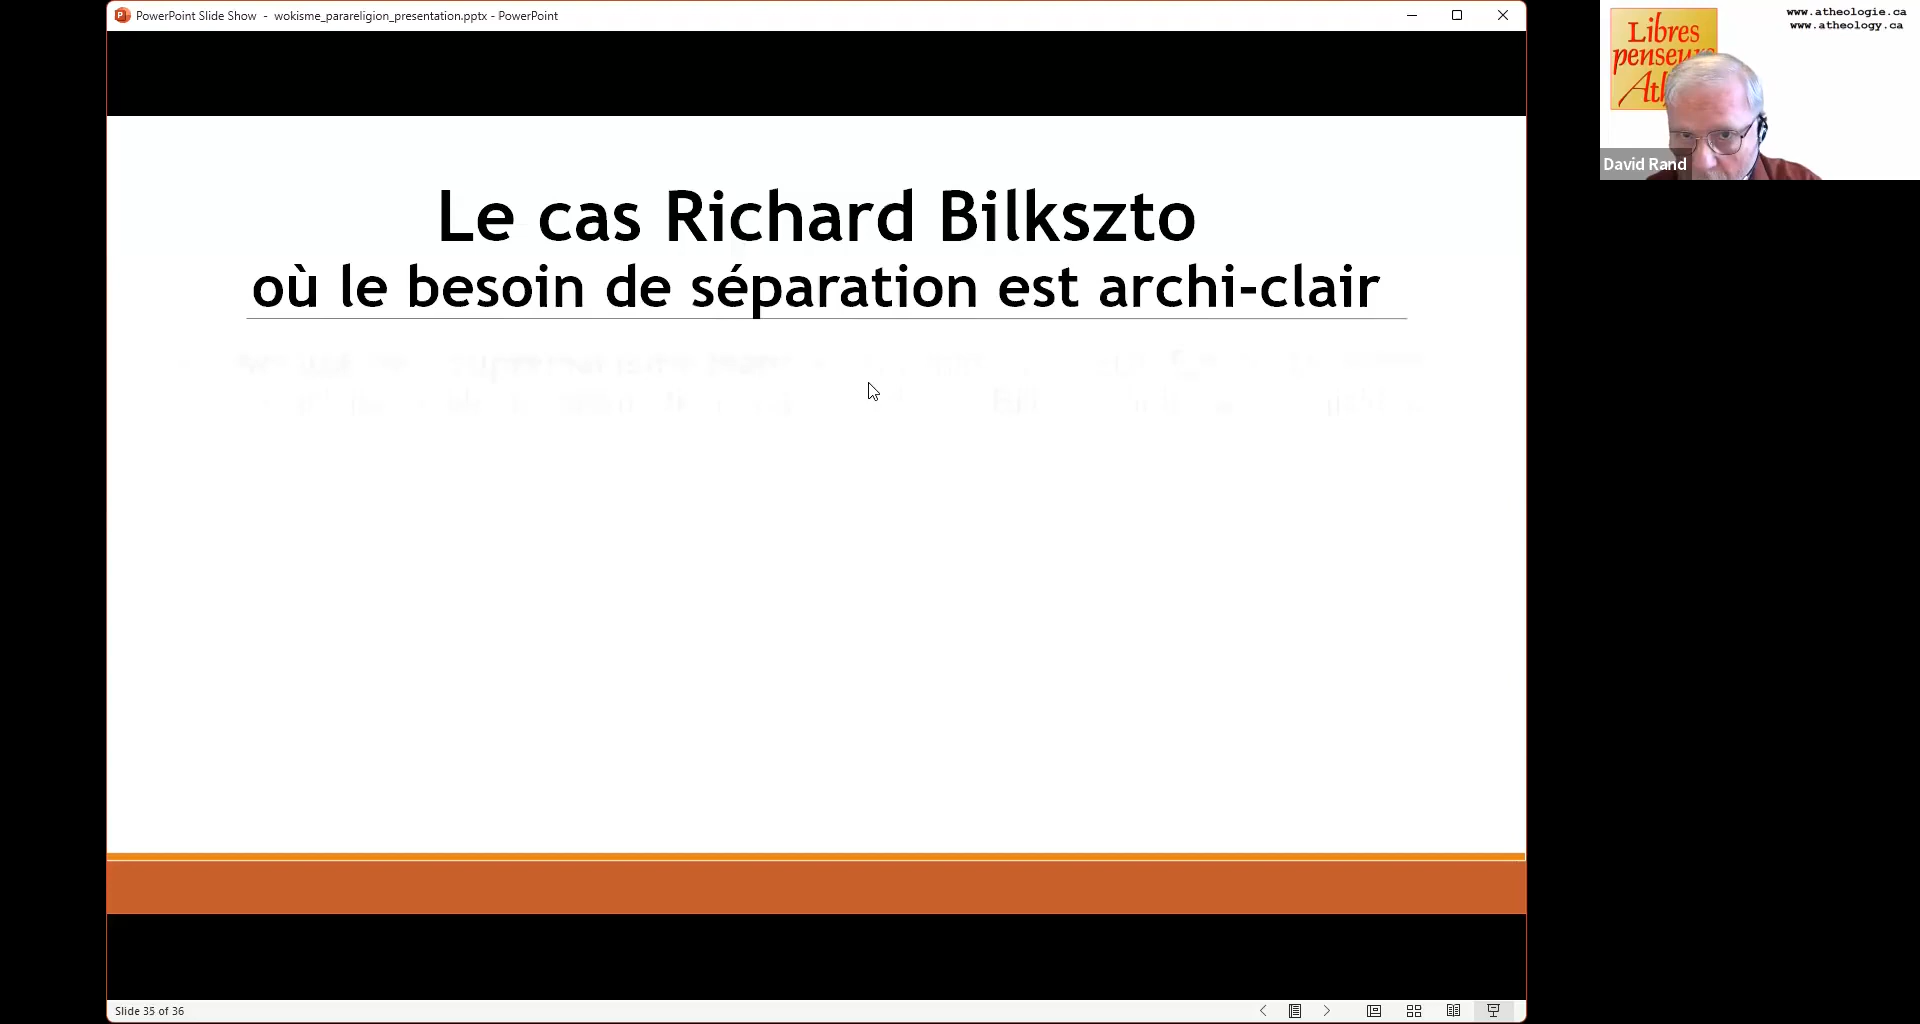 PowerPoint Slide Show - wokisme_parareligion_presentation.pptx - PowerPoint
www.atheologie.ca
www.atheology.ca
Libres
David Rand
Le cas Richard Bilkszto
où le besoin de séparation est archi-clair
Slide 35 of 36